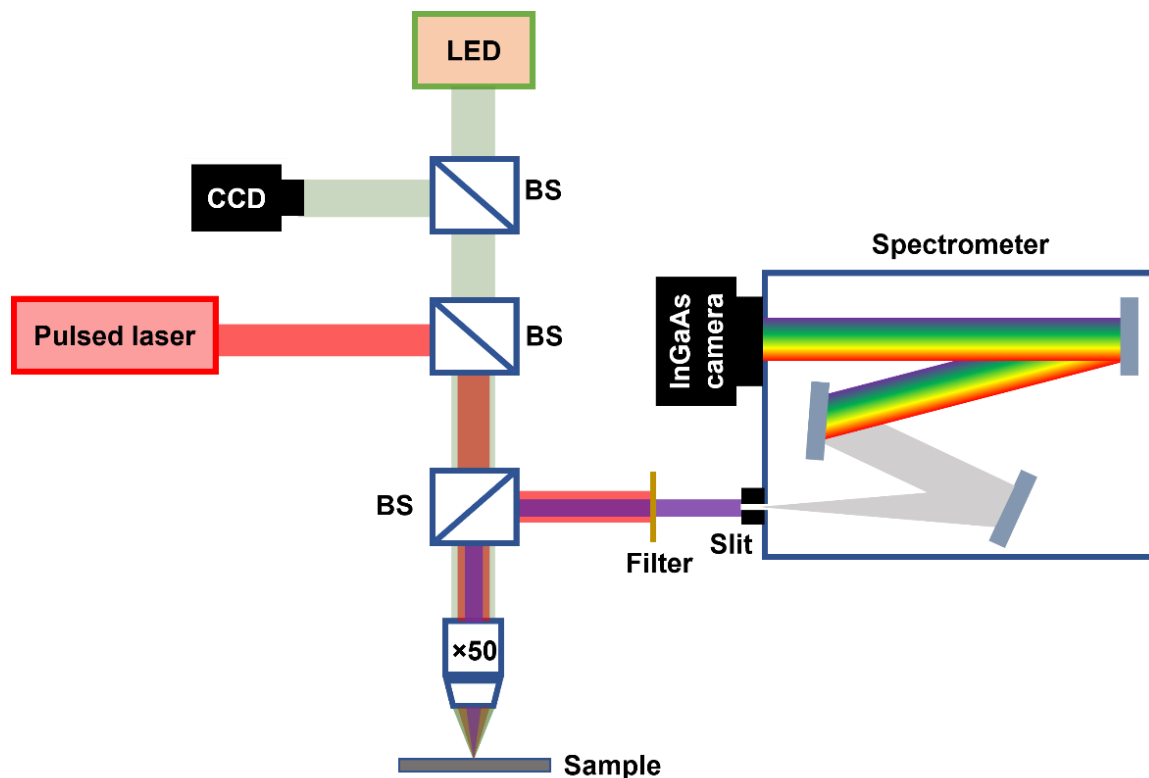 LED
CCD
BS
Spectrometer
Pulsed laser
BS
InGaAs
camera
BS
Filter
Slit
×50
Sample